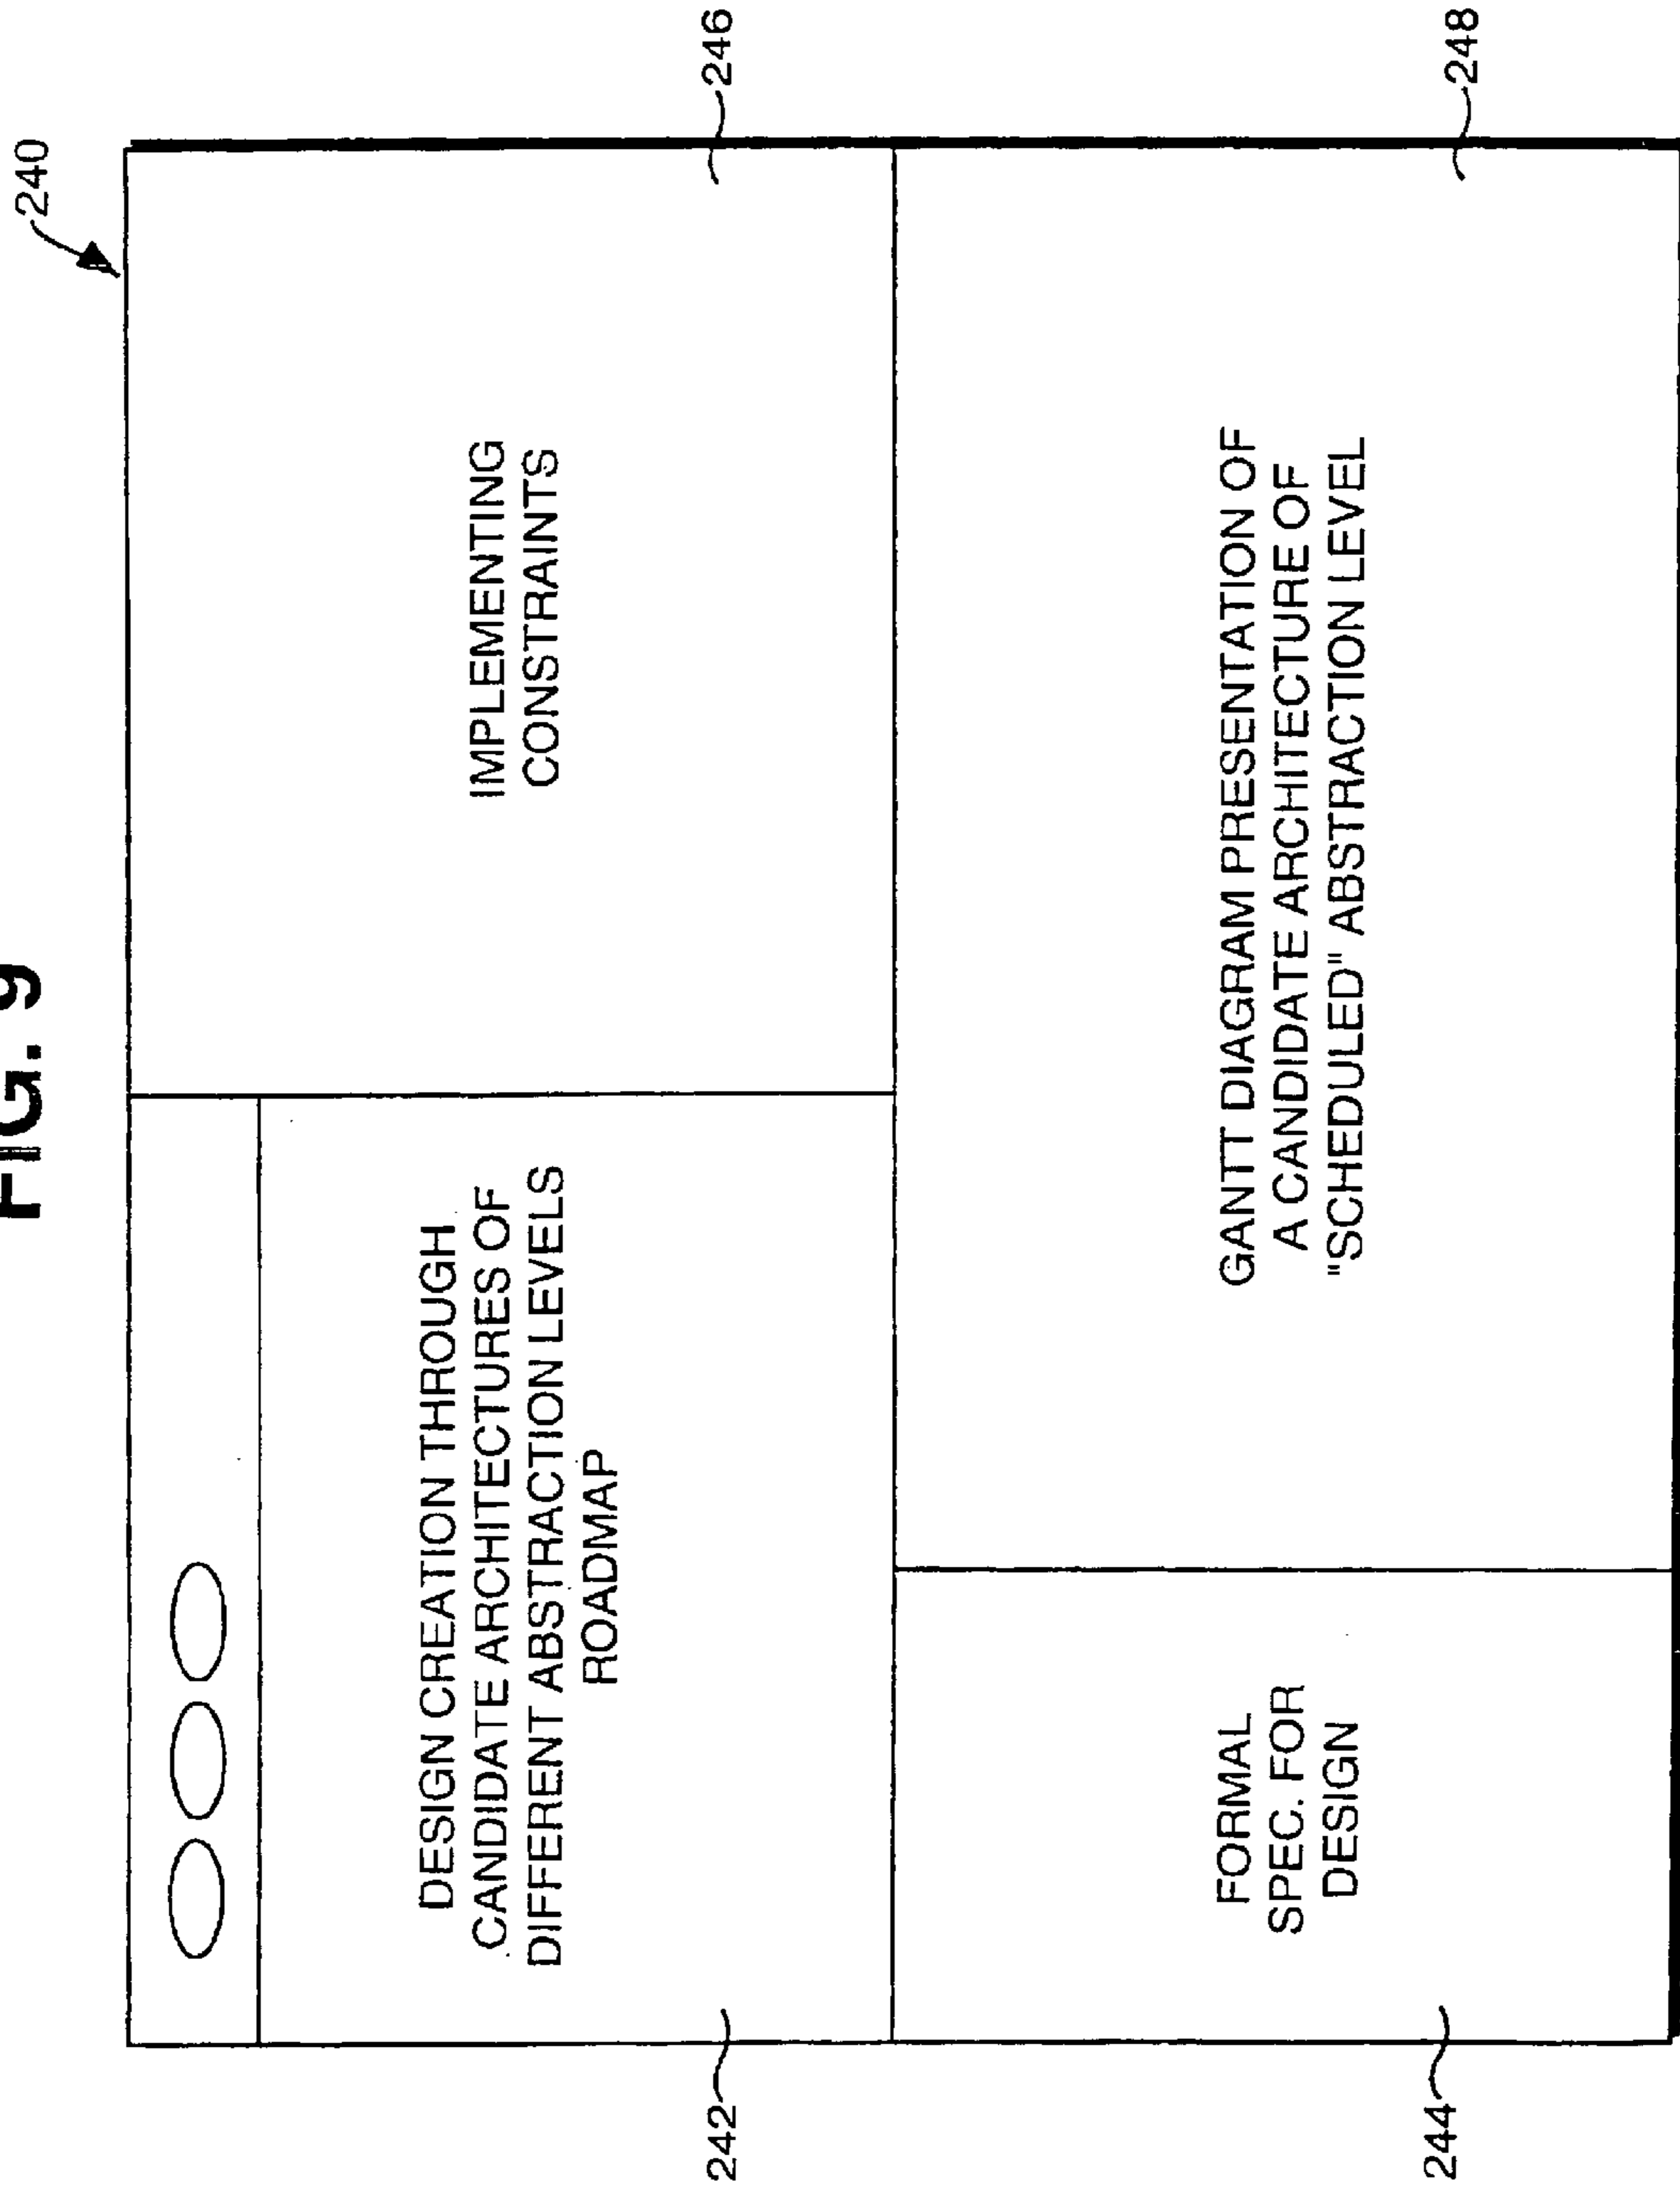 FIG. 9
240
DESIGN CREATION THROUGH
CANDIDATE ARCHITECTURES OF
DIFFERENT ABSTRACTION LEVELS
ROADMAP
242
IMPLEMENTING
CONSTRAINTS
246
FORMAL
SPEC. FOR
DESIGN
244
GANTT DIAGRAM PRESENTATION OF
A CANDIDATE ARCHITECTURE OF
"SCHEDULED" ABSTRACTION LEVEL
248